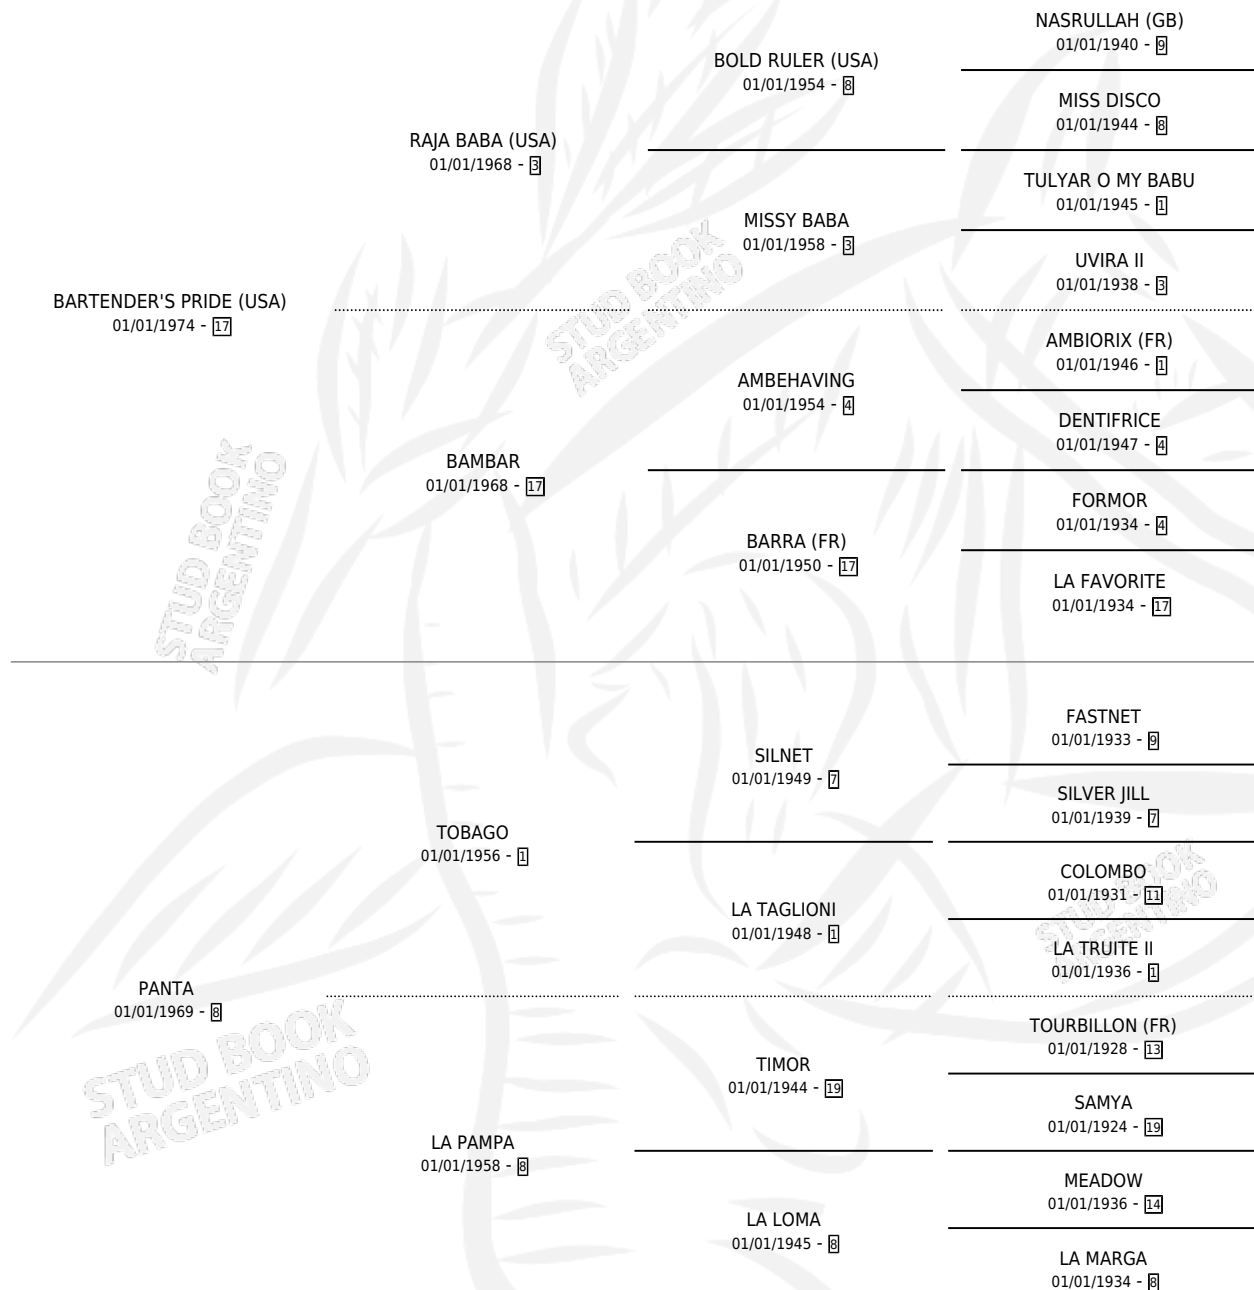 NASRULLAH (GB)
01/01/1940 - 9
BOLD RULER (USA)
01/01/1954 - 8
MISS DISCO
01/01/1944 - 8
RAJA BABA (USA)
01/01/1968 - 3
TULYAR O MY BABU
01/01/1945 - 1
MISSY BABA
01/01/1958 - 3
UVIRA II
01/01/1938 - 3
BARTENDER'S PRIDE (USA)
01/01/1974 - 17
AMBIORIX (FR)
01/01/1946 - 1
AMBEHAVING
01/01/1954 - 4
DENTIFRICE
01/01/1947 - 4
BAMBAR
01/01/1968 - 17
FORMOR
01/01/1934 - 4
BARRA (FR)
01/01/1950 - 17
LA FAVORITE
01/01/1934 - 17
FASTNET
01/01/1933 - 9
SILNET
01/01/1949 - 7
SILVER JILL
01/01/1939 - 7
TOBAGO
01/01/1956 - 1
COLOMBO
01/01/1931 - 11
LA TAGLIONI
01/01/1948 - 1
LA TRUITE II
01/01/1936 - 1
PANTA
01/01/1969 - 8
TOURBILLON (FR)
01/01/1928 - 13
TIMOR
01/01/1944 - 19
SAMYA
01/01/1924 - 19
LA PAMPA
01/01/1958 - 8
MEADOW
01/01/1936 - 14
LA LOMA
01/01/1945 - 8
LA MARGA
01/01/1934 - 8
STUD BOOK
ARGENTINO
STUD BOOK
ARGENTINO
STUD BOOK
ARGENTINO
STUD BOOK
ARGENTINO